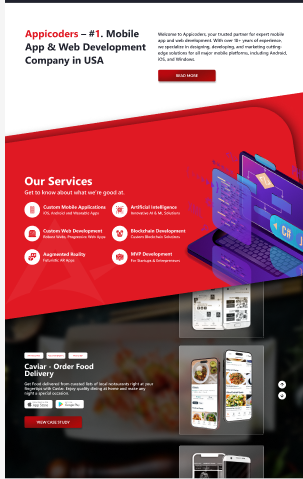 Appicoders – #1. Mobile
App & Web Development
Company in USA
Welcome to Appicoders, your trusted partner for expert mobile
app and web development. With over 10+ years of experience,
we specialize in designing, developing, and marketing cutting-
edge solutions for all major mobile platforms, including Android,
iOS, and Windows.
READ MORE
Our Services
Get to know about what we're good at.
Custom Mobile Applications
iOS, Android and Wearable Apps
Artificial Intelligence
Innovative AI & ML Solutions
Custom Web Development
Robust Web, Progressive Web Apps
Blockchain Development
Custom Blockchain Solutions
Augmented Reality
Futuristic AR Apps
MVP Development
For Startups & Entrepreneurs
C#
Caviar - Order Food
Delivery
Get Food delivered from curated lists of local restaurants right at your
fingertips with Caviar. Enjoy quality dining at home and make any
night a special occasion.
App Store
Google Play
VIEW CASE STUDY